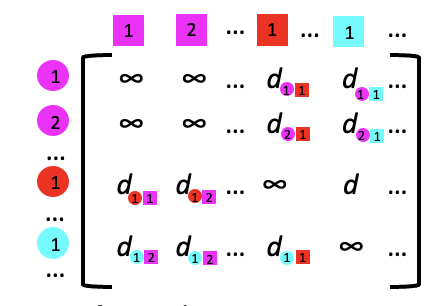 1 2 ... 1 ... 1 ...
1 ∞ ∞ ... d 1 1 d 1 1 ...
2 ∞ ∞ ... d 2 1 d 2 1 ...
...
1 d 1 1 d 1 2 ... ∞ d ...
...
1 d 1 2 d 1 2 ... d 1 1 ∞ ...
...